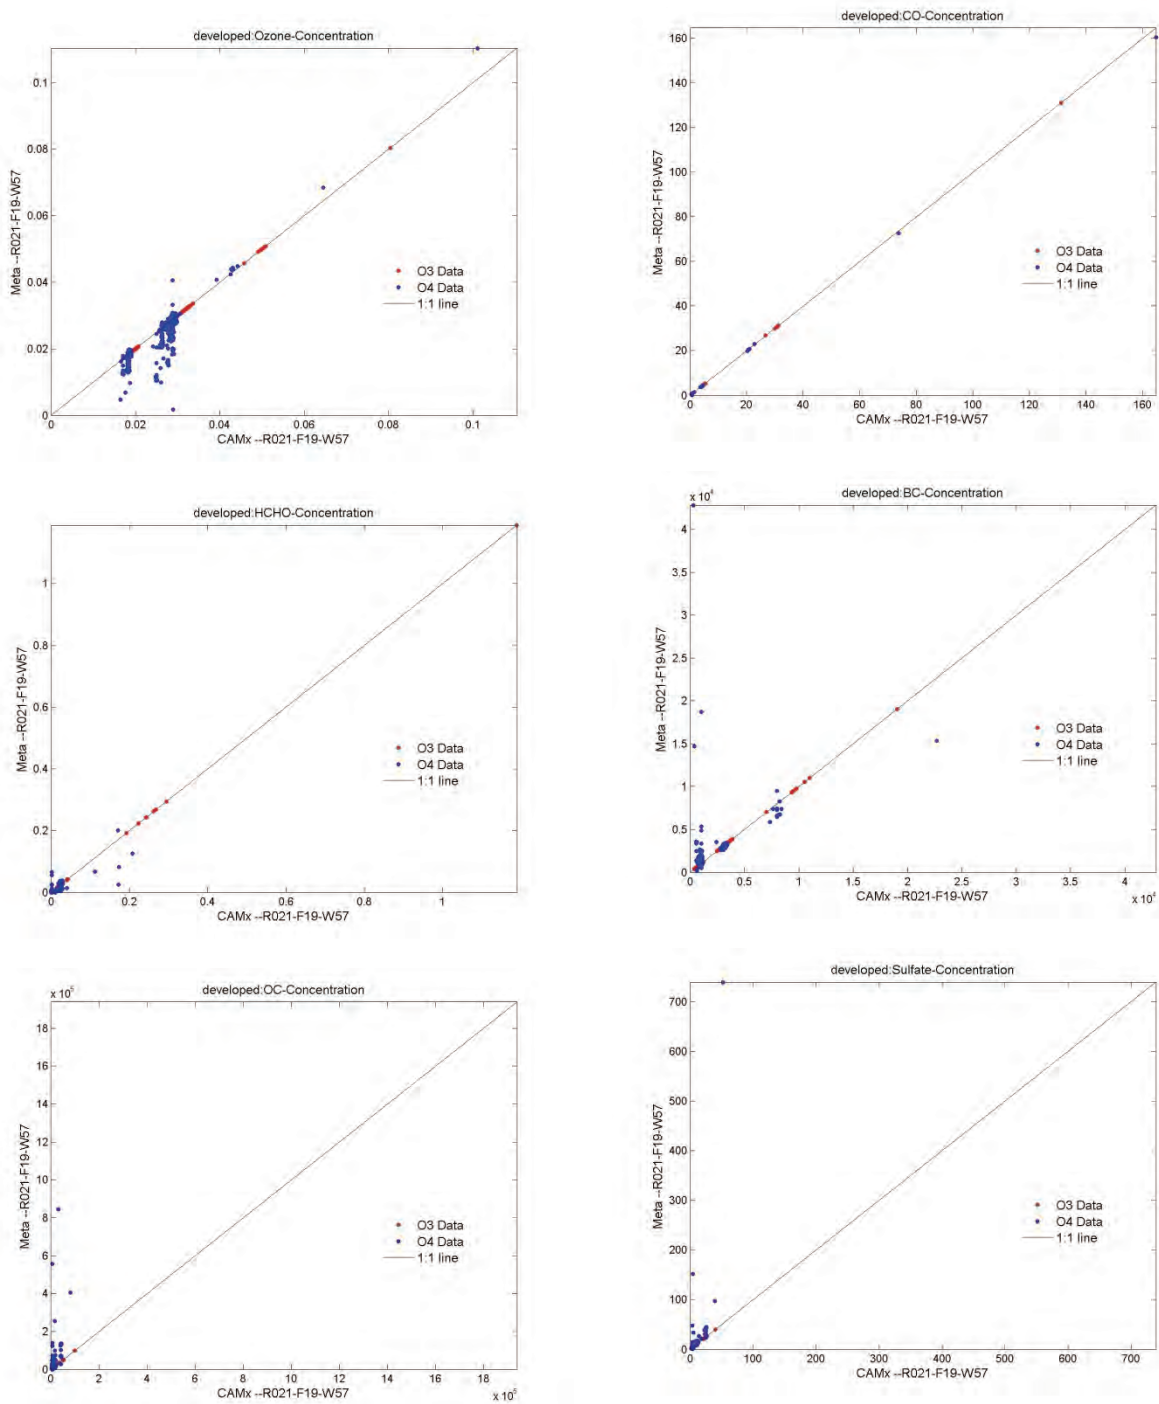 developed:Ozone-Concentration
0.1
0.08
0.06
0.04
0.02
0
Meta --R021-F19-W57
O3 Data
O4 Data
1:1 line
0.02 0.04 0.06 0.08 0.1
CAMx --R021-F19-W57
developed:CO-Concentration
160
140
120
100
80
60
40
20
0
Meta --R021-F19-W57
O3 Data
O4 Data
1:1 line
0 20 40 60 80 100 120 140 160
CAMx --R021-F19-W57
developed:HCHO-Concentration
1
0.8
0.6
0.4
0.2
0
Meta --R021-F19-W57
O3 Data
O4 Data
1:1 line
0 0.2 0.4 0.6 0.8 1
CAMx --R021-F19-W57
developed:BC-Concentration
x 10⁴
4
3.5
3
2.5
2
1.5
1
0.5
0
Meta --R021-F19-W57
O3 Data
O4 Data
1:1 line
0 0.5 1 1.5 2 2.5 3 3.5 4
CAMx --R021-F19-W57
x 10⁴
developed:OC-Concentration
x 10⁵
18
16
14
12
10
8
6
4
2
0
Meta --R021-F19-W57
O3 Data
O4 Data
1:1 line
0 2 4 6 8 10 12 14 16 18
CAMx --R021-F19-W57
x 10⁵
developed:Sulfate-Concentration
700
600
500
400
300
200
100
0
Meta --R021-F19-W57
O3 Data
O4 Data
1:1 line
0 100 200 300 400 500 600 700
CAMx --R021-F19-W57